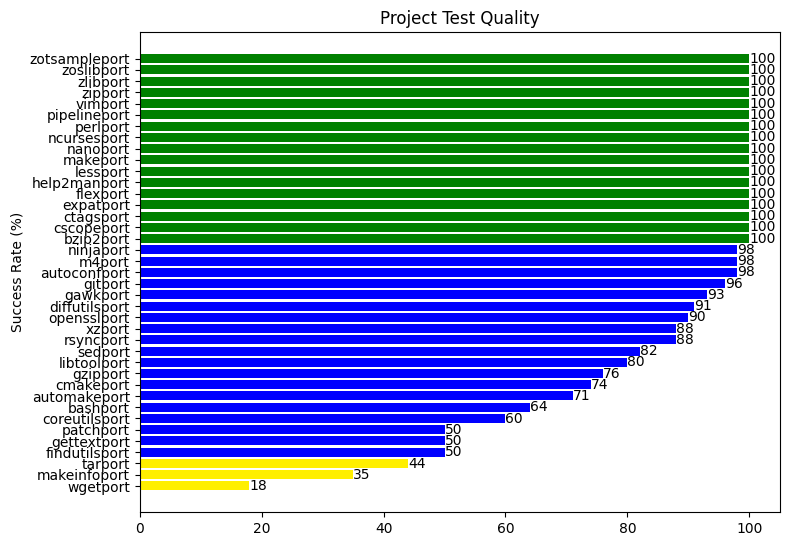 Project Test Quality
Success Rate (%)
zotsampleport 100
zoslibport 100
zlibport 100
zipport 100
vimport 100
pipelineport 100
perlport 100
ncursesport 100
nanoport 100
makeport 100
lessport 100
help2manport 100
flexport 100
expatport 100
ctagsport 100
cscopeport 100
bzip2port 100
ninjaport 98
m4port 98
autoconfport 98
gitport 96
gawkport 93
diffutilsport 91
opensslport 90
xzport 88
rsyncport 88
sedport 82
libtoolport 80
gzipport 76
cmakeport 74
automakeport 71
bashport 64
coreutilsport 60
patchport 50
gettextport 50
findutilsport 50
tarport 44
makeinfoport 35
wgetport 18
0 20 40 60 80 100